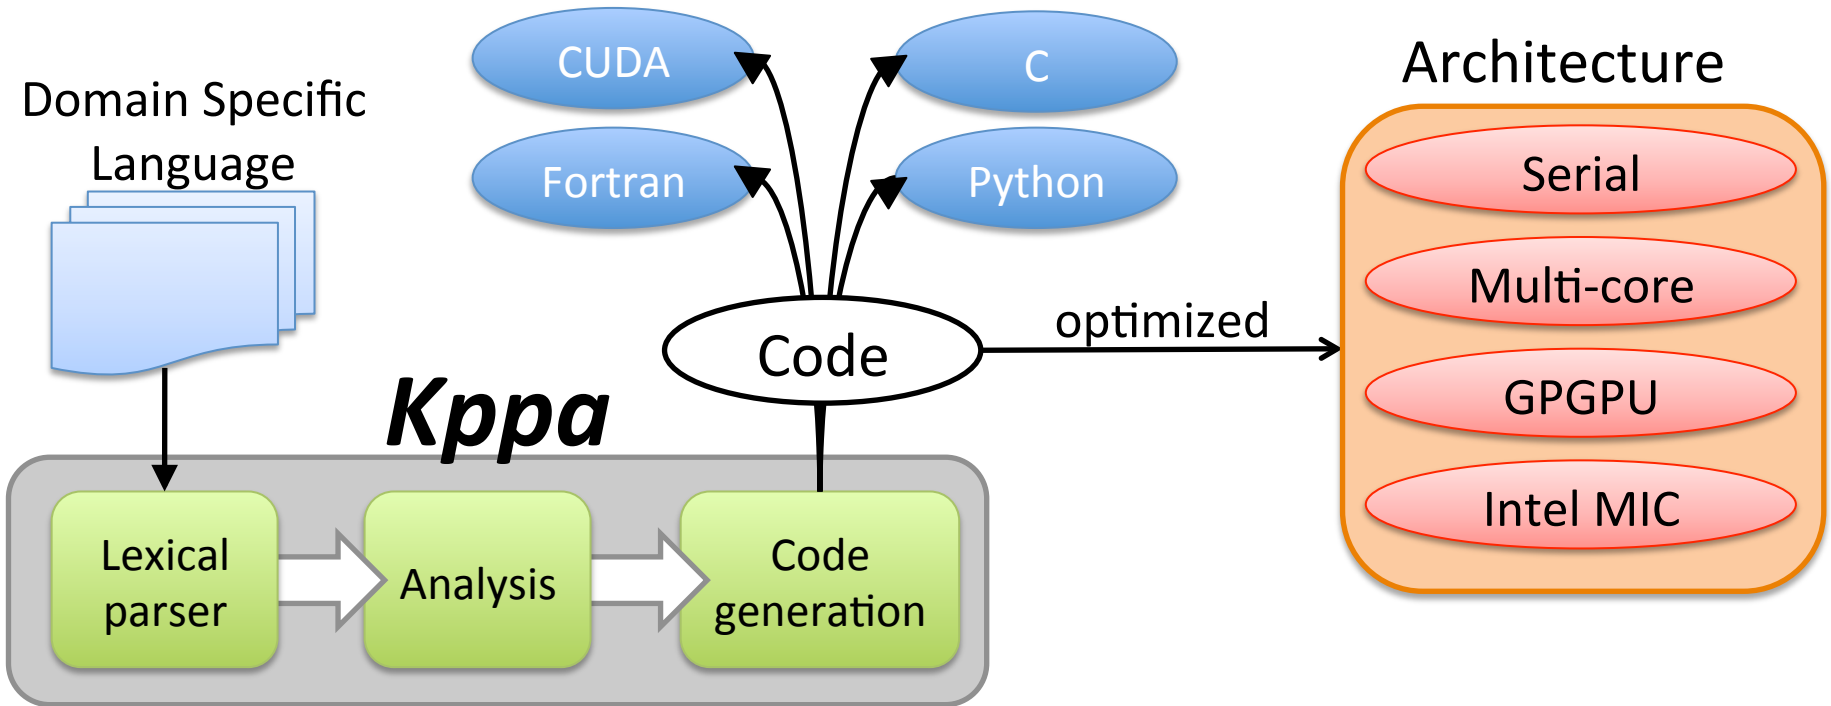 Domain Specific
Language
CUDA
C
Fortran
Python
Architecture
Serial
Multi-core
GPGPU
Intel MIC
Code
optimized
Kppa
Lexical
parser
Analysis
Code
generation